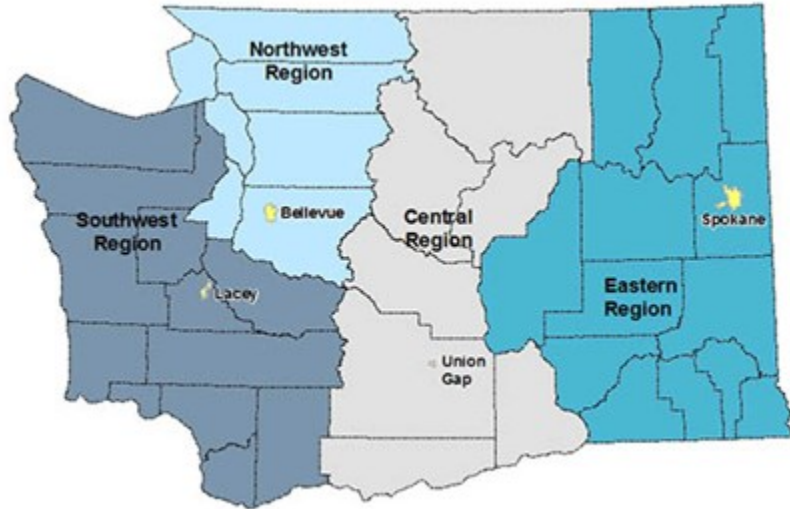 Northwest
Region
Bellevue
Southwest
Region
Lacey
Central
Region
Union
Gap
Spokane
Eastern
Region